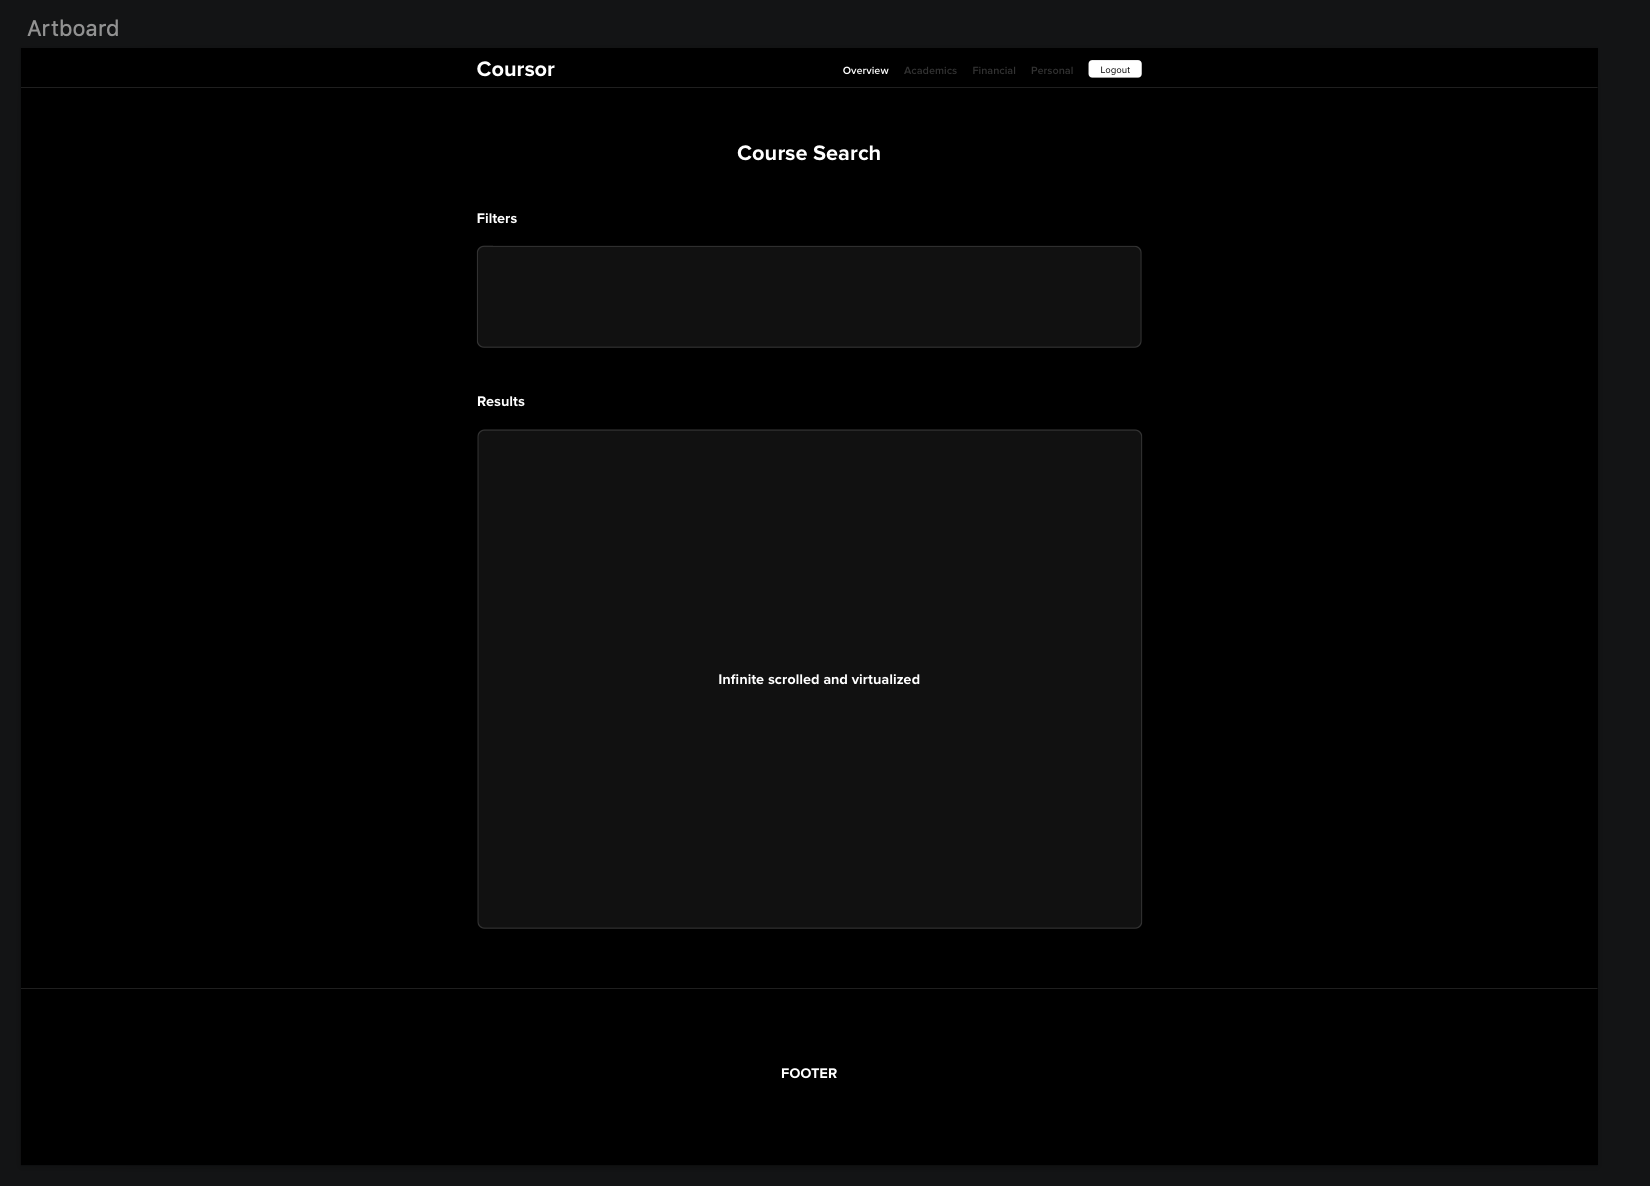 Artboard
Coursor
Overview Academics Financial Personal Logout
Course Search
Filters
Results
Infinite scrolled and virtualized
FOOTER